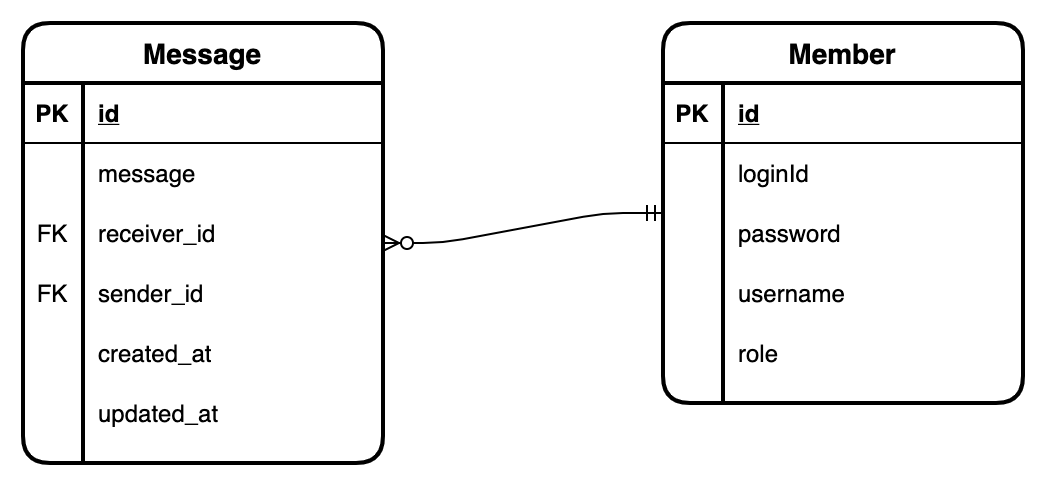 Message
PK id
message
FK receiver_id
FK sender_id
created_at
updated_at
Member
PK id
loginId
password
username
role